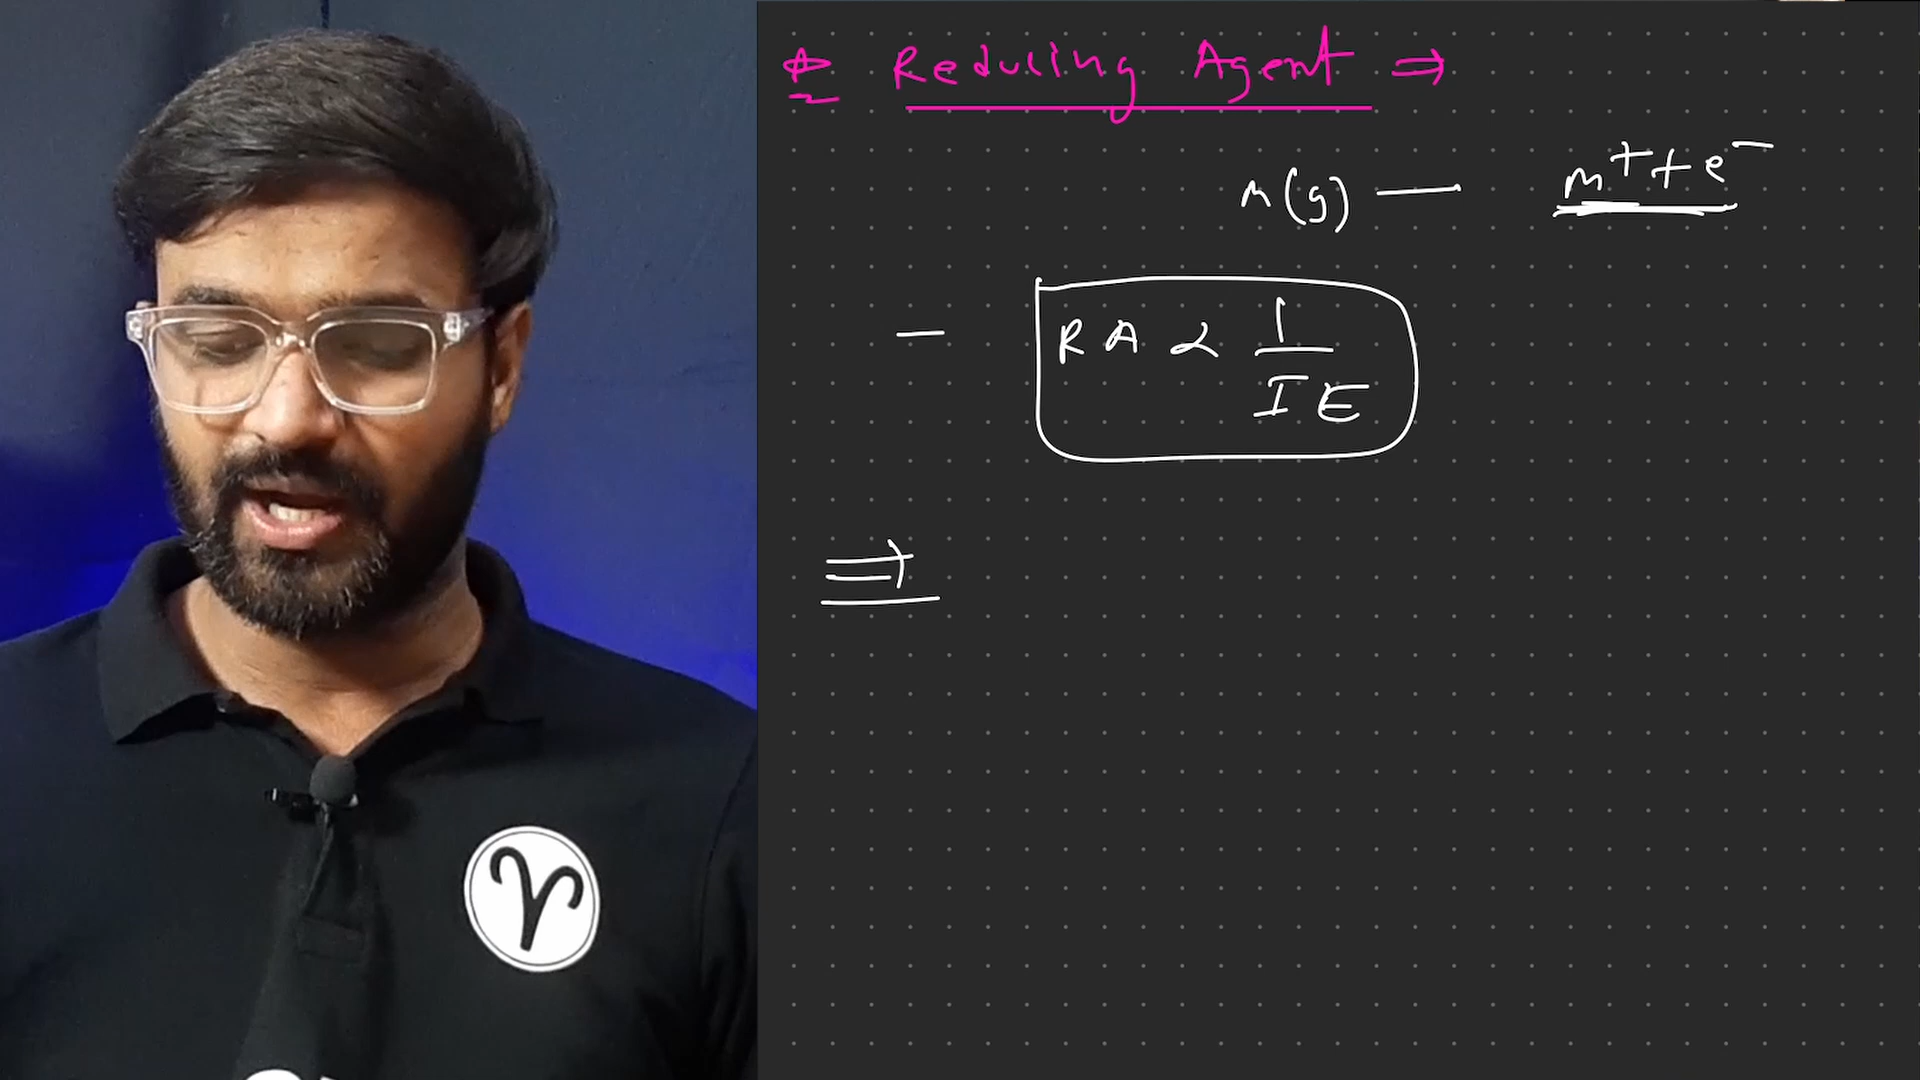 Reducing Agent ⇒
M(g) — M⁺ + e⁻
— RA ∝ 1/IE
⇒